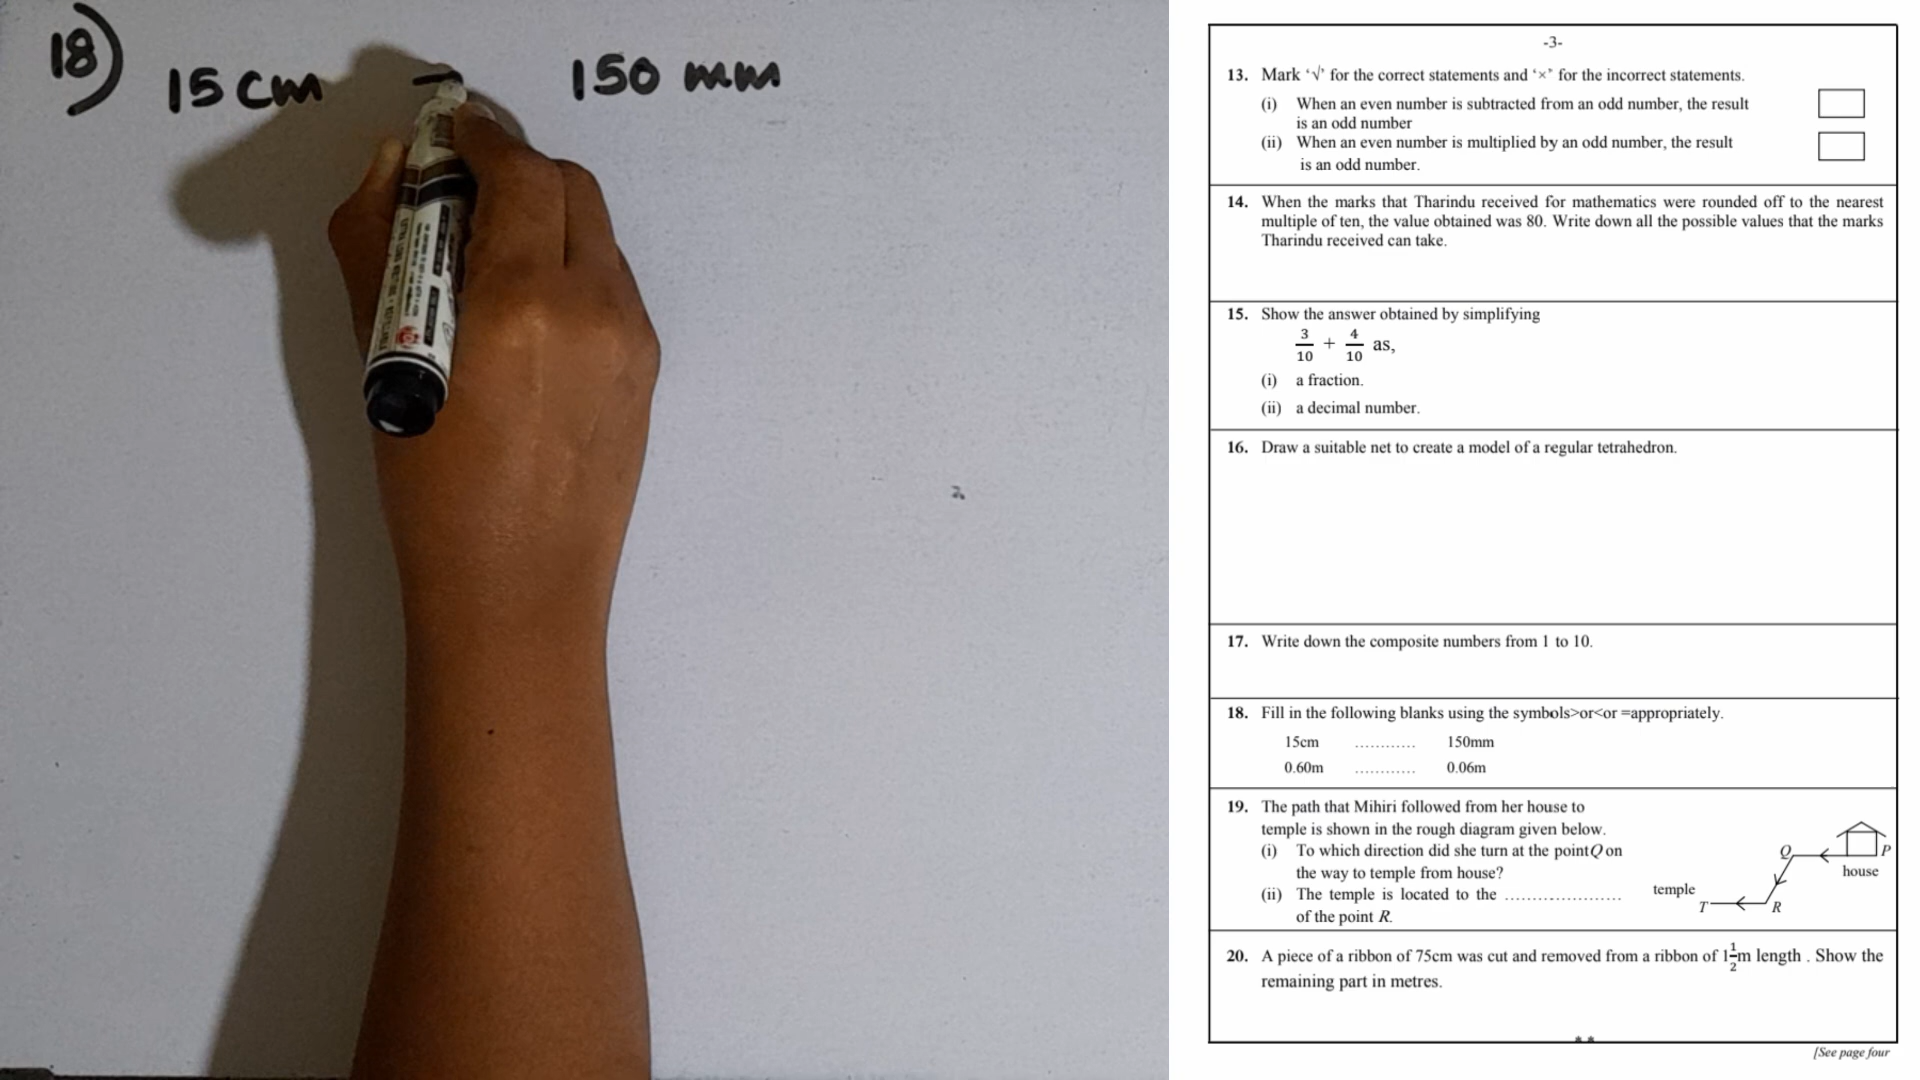 18)
15 cm 150 mm
-3-
13. Mark ‘√’ for the correct statements and ‘×’ for the incorrect statements.
(i) When an even number is subtracted from an odd number, the result
is an odd number
(ii) When an even number is multiplied by an odd number, the result
is an odd number.
14. When the marks that Tharindu received for mathematics were rounded off to the nearest
multiple of ten, the value obtained was 80. Write down all the possible values that the marks
Tharindu received can take.
15. Show the answer obtained by simplifying
3/10 + 4/10 as,
(i) a fraction.
(ii) a decimal number.
16. Draw a suitable net to create a model of a regular tetrahedron.
17. Write down the composite numbers from 1 to 10.
18. Fill in the following blanks using the symbols>or<or =appropriately.
15cm ............ 150mm
0.60m ............ 0.06m
19. The path that Mihiri followed from her house to
temple is shown in the rough diagram given below.
(i) To which direction did she turn at the point Q on
the way to temple from house?
(ii) The temple is located to the ......................
of the point R.
Q P
house
temple
T R
20. A piece of a ribbon of 75cm was cut and removed from a ribbon of 1 1/2 m length . Show the
remaining part in metres.
[See page four